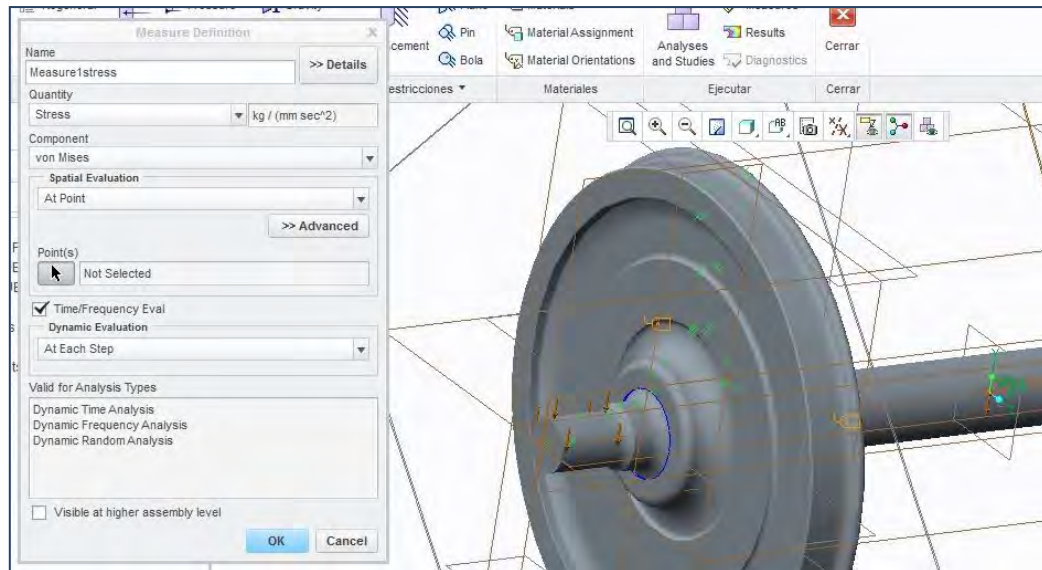 Measure Definition
Name
Measure1stress
>> Details
Quantity
Stress
kg / (mm sec^2)
Component
von Mises
Spatial Evaluation
At Point
>> Advanced
Point(s)
Not Selected
Time/Frequency Eval
Dynamic Evaluation
At Each Step
Valid for Analysis Types
Dynamic Time Analysis
Dynamic Frequency Analysis
Dynamic Random Analysis
Visible at higher assembly level
OK
Cancel
Pin
Bola
Material Assignment
Material Orientations
Analyses
and Studies
Results
Diagnostics
Cerrar
Materiales
Ejecutar
Cerrar